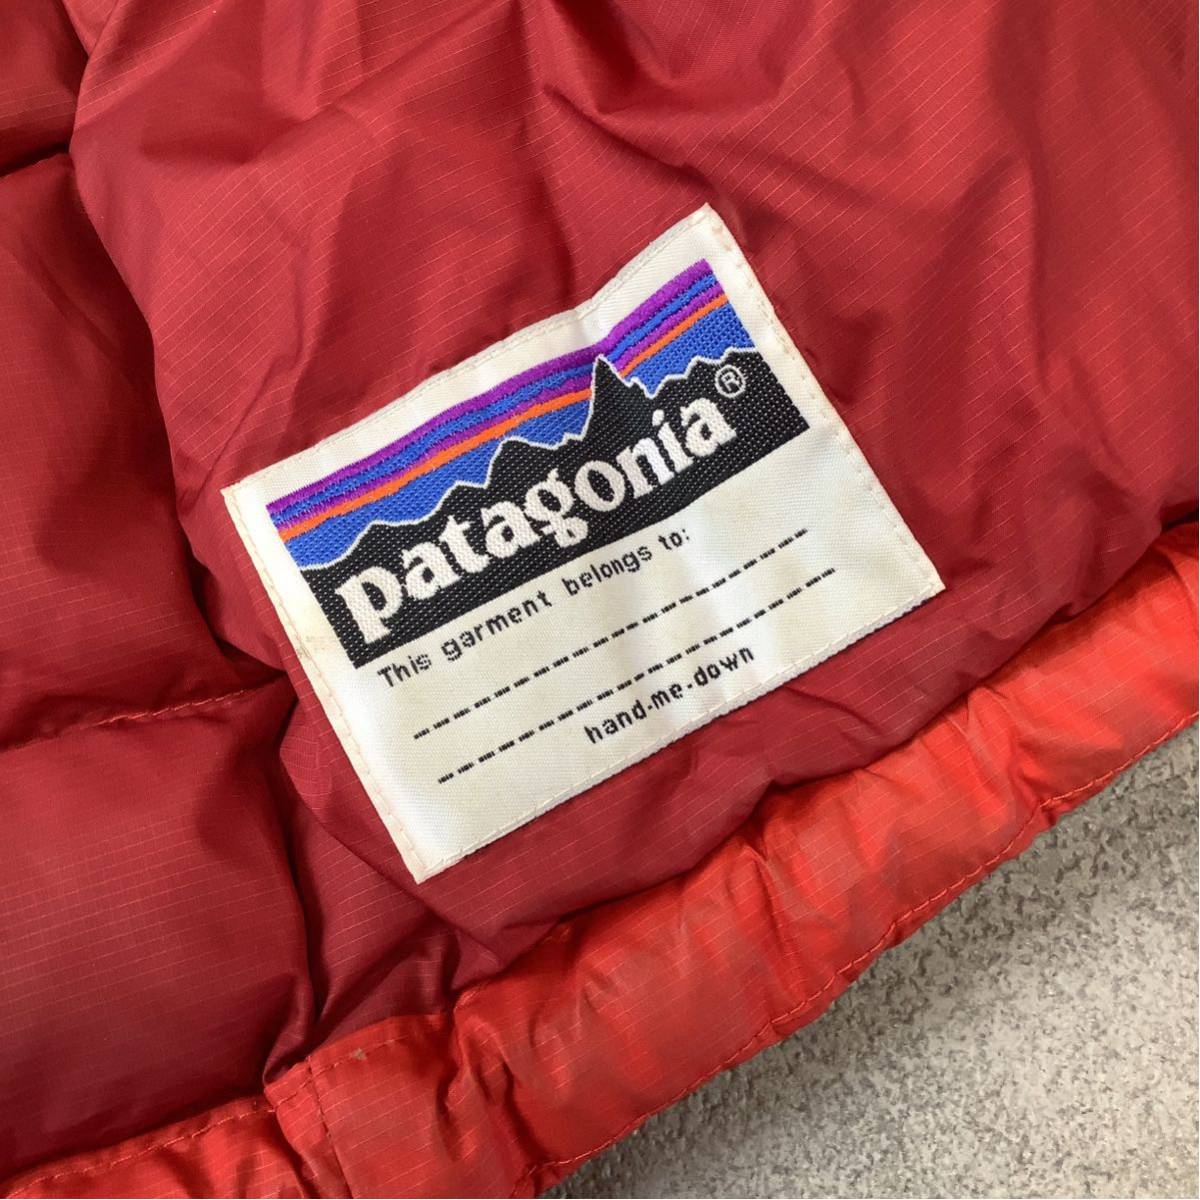 patagonia®
This garment belongs to:
hand-me-down